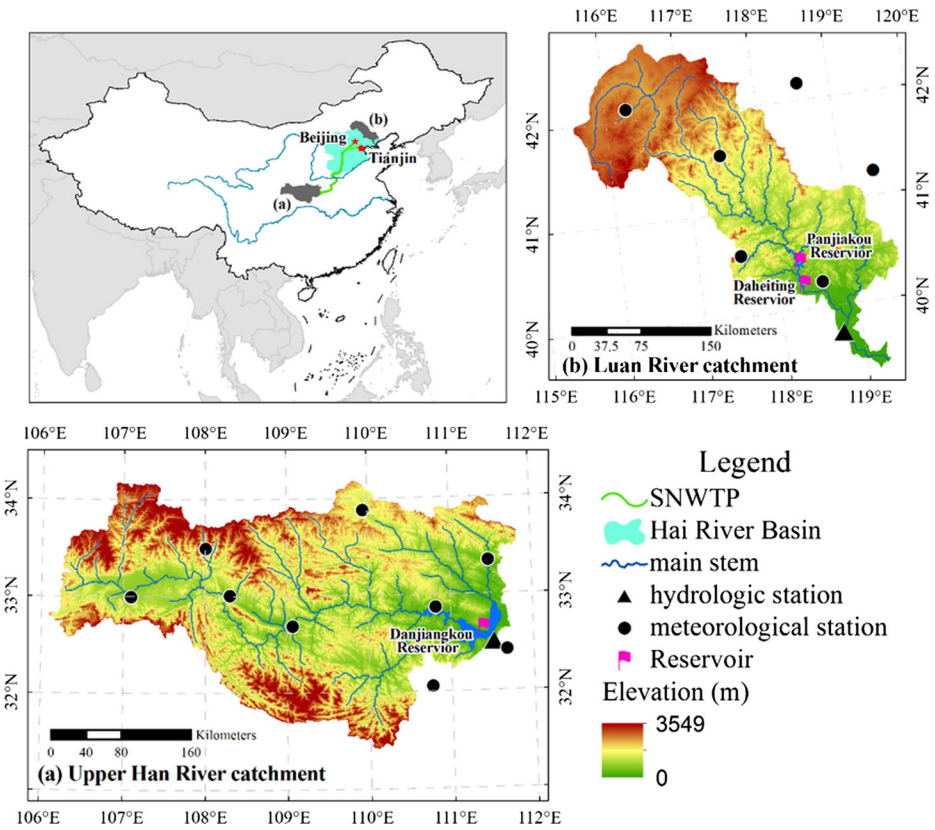 (b)
Beijing
Tianjin
(a)
116°E 117°E 118°E 119°E 120°E
42°N
41°N
40°N
42°N
41°N
40°N
Panjiakou
Reservior
Daheiting
Reservior
Kilometers
0 37.5 75 150
(b) Luan River catchment
115°E 116°E 117°E 118°E 119°E
106°E 107°E 108°E 109°E 110°E 111°E 112°E
34°N
33°N
32°N
34°N
33°N
32°N
Danjiangkou
Reservior
Kilometers
0 40 80 160
(a) Upper Han River catchment
106°E 107°E 108°E 109°E 110°E 111°E 112°E
Legend
SNWTP
Hai River Basin
main stem
hydrologic station
meteorological station
Reservoir
Elevation (m)
3549
0